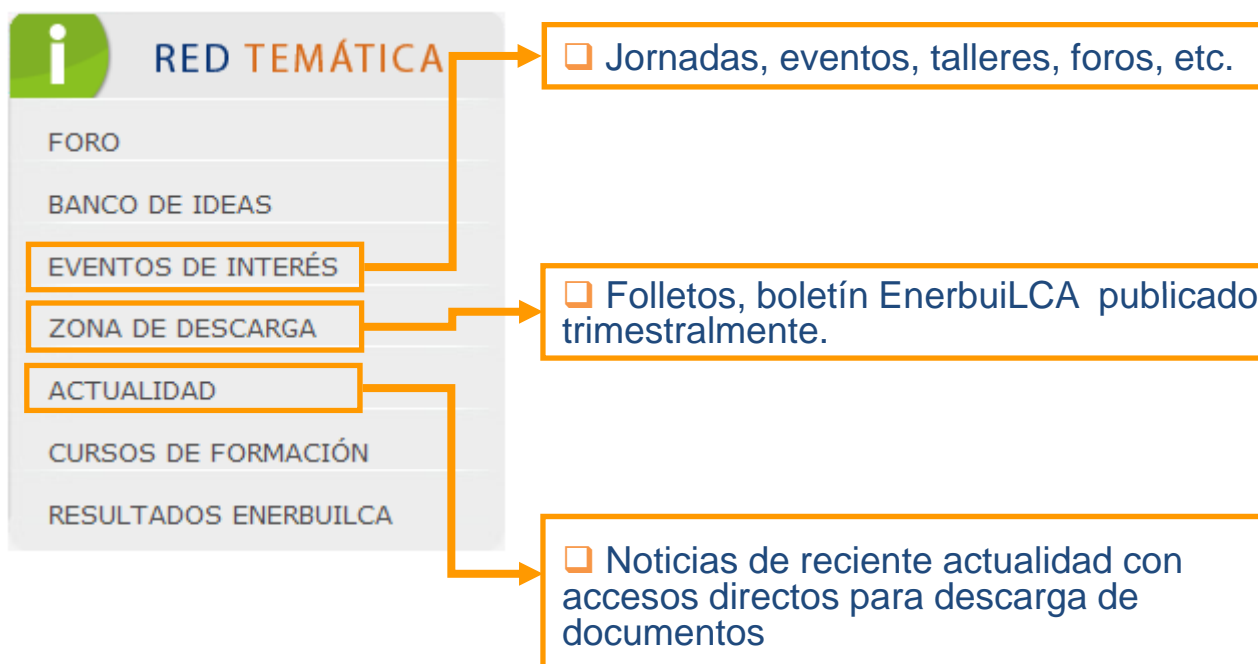 i
RED TEMÁTICA
FORO
BANCO DE IDEAS
EVENTOS DE INTERÉS
ZONA DE DESCARGA
ACTUALIDAD
CURSOS DE FORMACIÓN
RESULTADOS ENERBUILCA
Jornadas, eventos, talleres, foros, etc.
Folletos, boletín EnerbuiLCA publicado
trimestralmente.
Noticias de reciente actualidad con
accesos directos para descarga de
documentos